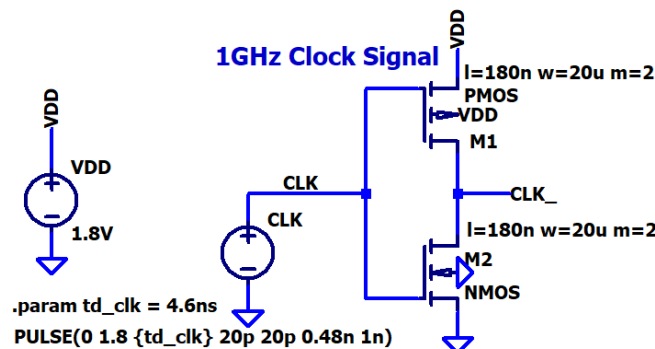 1GHz Clock Signal
VDD
l=180n w=20u m=2
PMOS
VDD
M1
VDD
VDD
1.8V
CLK
CLK
CLK_
l=180n w=20u m=2
M2
NMOS
.param td_clk = 4.6ns
PULSE(0 1.8 {td_clk} 20p 20p 0.48n 1n)